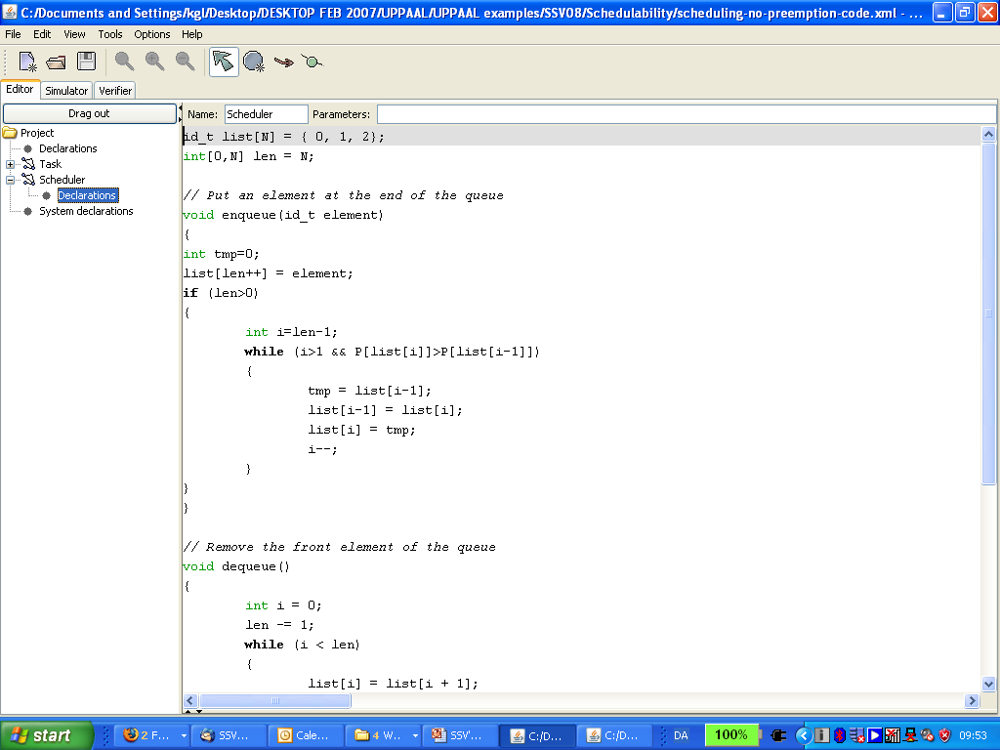 C:/Documents and Settings/kgl/Desktop/DESKTOP FEB 2007/UPPAAL/UPPAAL examples/SSV08/Schedulability/scheduling-no-preemption-code.xml - ...
File Edit View Tools Options Help
Editor Simulator Verifier
Drag out
Name: Scheduler Parameters:
Project
Declarations
Task
Scheduler
Declarations
System declarations
id_t list[N] = { 0, 1, 2};
int[0,N] len = N;
// Put an element at the end of the queue
void enqueue(id_t element)
{
int tmp=0;
list[len++] = element;
if (len>0)
{
int i=len-1;
while (i>1 && P[list[i]]>P[list[i-1]])
{
tmp = list[i-1];
list[i-1] = list[i];
list[i] = tmp;
i--;
}
}
}
// Remove the front element of the queue
void dequeue()
{
int i = 0;
len -= 1;
while (i < len)
{
list[i] = list[i + 1];
start 2 F... SSV... Cale... 4 W... SSV'... C:/D... C:/D... DA 100% 09:53